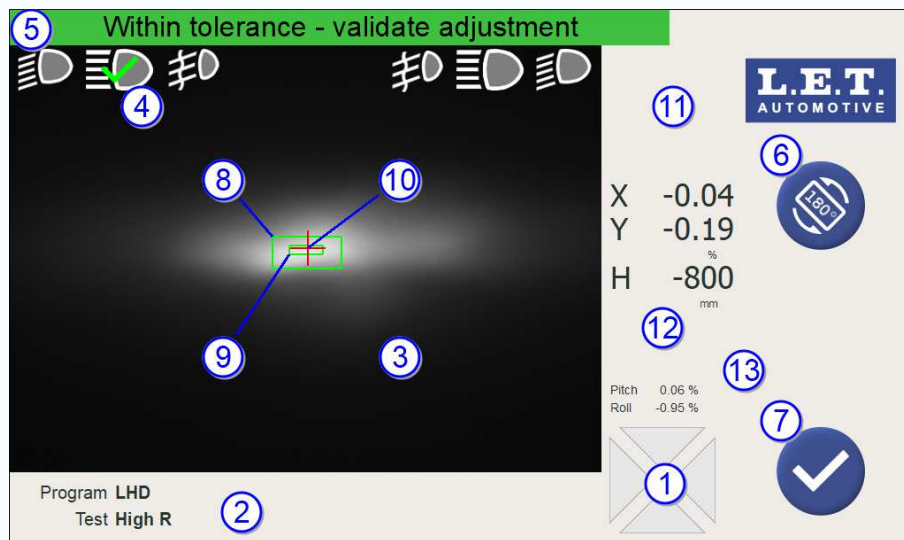 5
Within tolerance - validate adjustment
4
11
L.E.T.
AUTOMOTIVE
6
180°
8
10
X -0.04
Y -0.19
%
H -800
mm
9
3
12
13
Pitch 0.06 %
Roll -0.95 %
7
1
Program LHD
Test High R
2